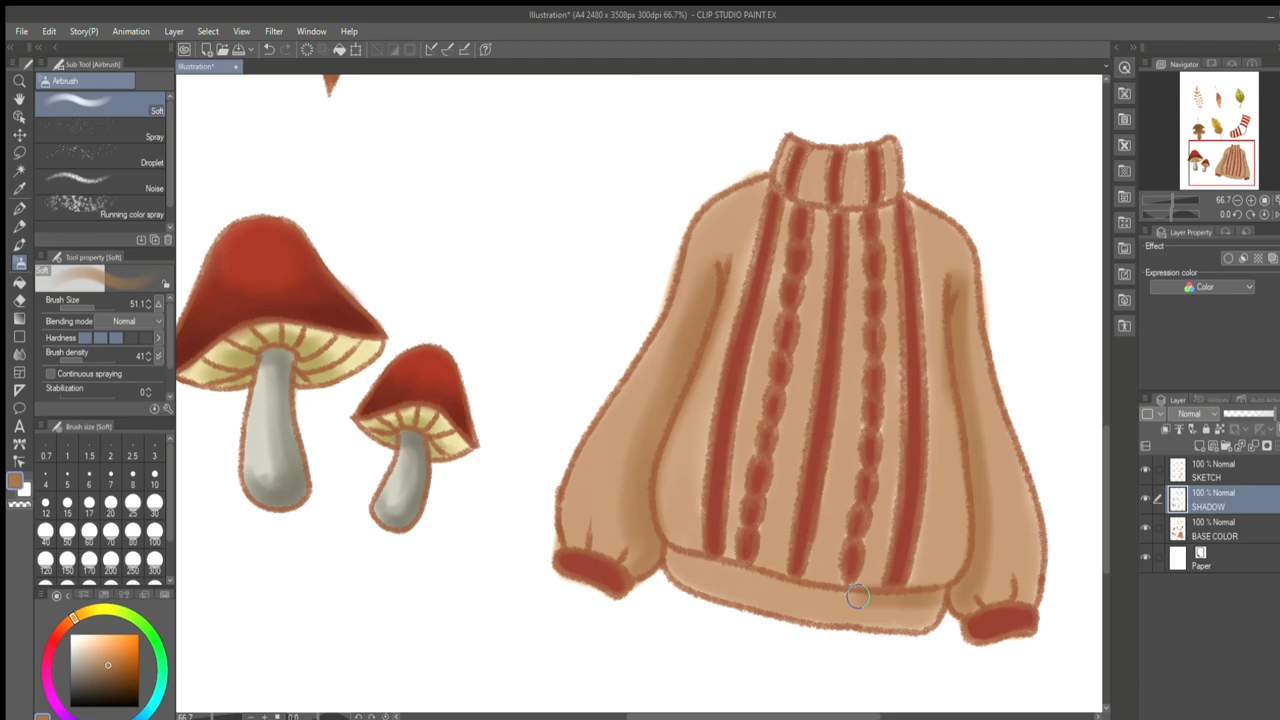 Illustration* (A4 2480 x 3508px 300dpi 66.7%) - CLIP STUDIO PAINT EX
File Edit Story(P) Animation Layer Select View Filter Window Help
Sub Tool (Airbrush)
Airbrush
Soft
Spray
Droplet
Noise
Running color spray
Tool property [Soft]
Soft
Brush Size 51.1
Blending mode Normal
Hardness
Brush density 41
Continuous spraying
Stabilization 0
Brush size [Soft]
0.7 1 1.5 2 2.5 3
4 5 6 7 8 10
12 15 17 20 25 30
40 50 60 70 80 100
120 150 170 200 250 300
Illustration*
66.7 0.0
Navigator
66.7
0.0
Layer Property
Effect
Expression color
Color
Layer
Normal
100 % Normal
SKETCH
100 % Normal
SHADOW
100 % Normal
BASE COLOR
Paper